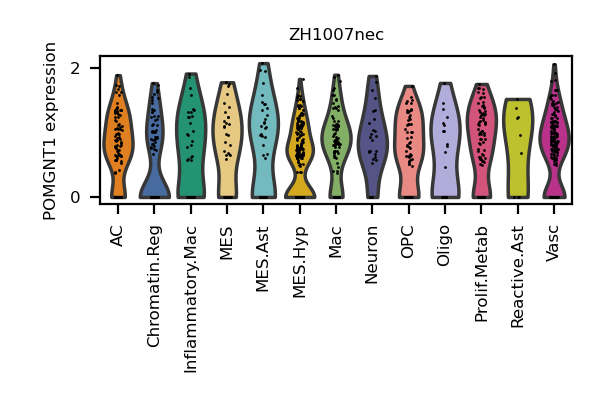 ZH1007nec
POMGNT1 expression
2
0
AC
Chromatin.Reg
Inflammatory.Mac
MES
MES.Ast
MES.Hyp
Mac
Neuron
OPC
Oligo
Prolif.Metab
Reactive.Ast
Vasc